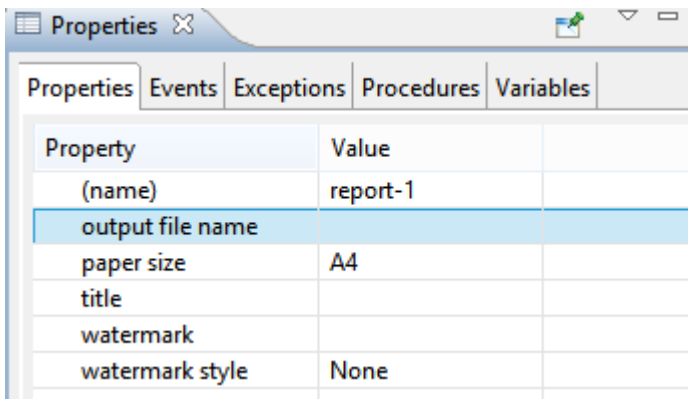 Properties
Properties Events Exceptions Procedures Variables
Property Value
(name) report-1
output file name
paper size A4
title
watermark
watermark style None